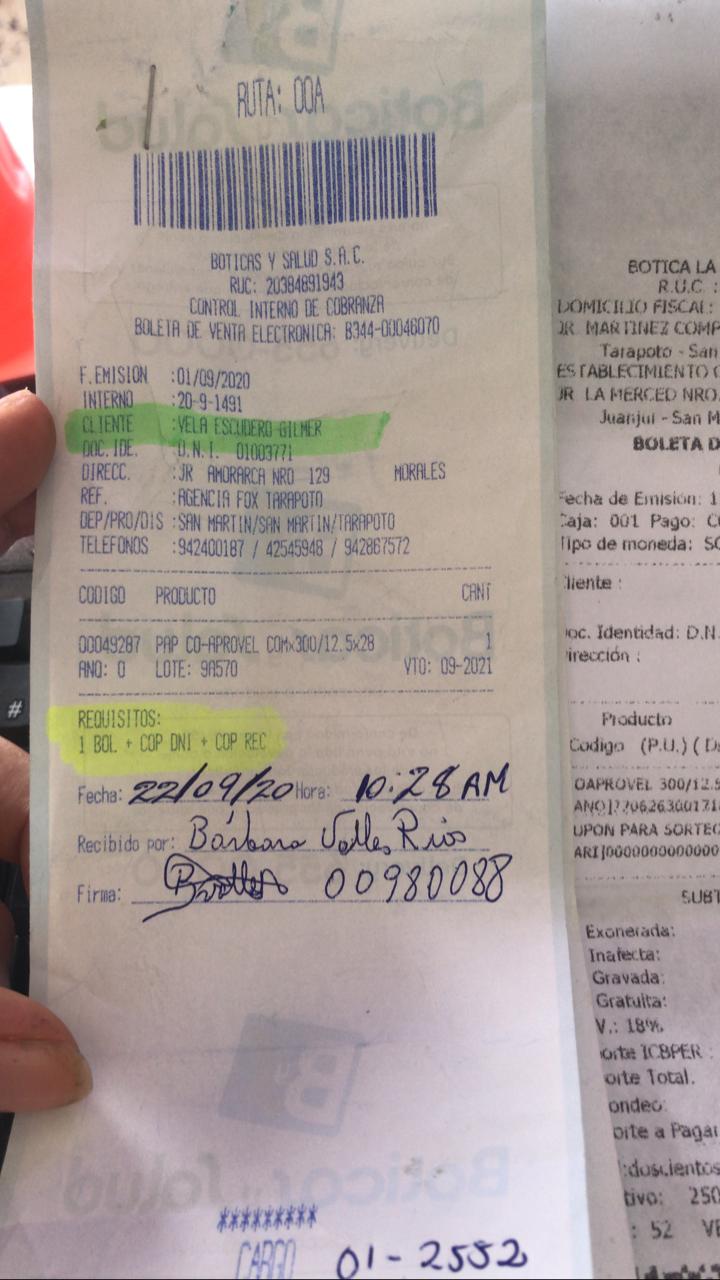 RUTA: 00A
BOTICAS Y SALUD S.A.C.
RUC: 20384891943
CONTROL INTERNO DE COBRANZA
BOLETA DE VENTA ELECTRONICA: B344-00046070
F.EMISION :01/09/2020
INTERNO :20-9-1491
CLIENTE :VELA ESCUDERO GILMER
DOC.IDE. :D.N.I. 01003771
DIRECC. :JR AMORARCA NRO 129 MORALES
REF. :AGENCIA FOX TARAPOTO
DEP/PRO/DIS :SAN MARTIN/SAN MARTIN/TARAPOTO
TELEFONOS :942400187 / 42545948 / 942867572
CODIGO PRODUCTO CANT
00049287 PAP CO-APROVEL COMx300/12.5x28 1
ANO: 0 LOTE: 9A570 VTO: 09-2021
REQUISITOS:
1 BOL + COP DNI + COP REC
Fecha: 22/09/20 Hora: 10:28 AM
Recibido por: Bárbara Valles Rios
Firma: 00980088
*********
CARGO 01-2552
BOTICA LA
R.U.C. :
DOMICILIO FISCAL:
JR. MARTINEZ COMP
Tarapoto - San
ESTABLECIMIENTO
JR LA MERCED NRO.
Juanjui - San M
BOLETA D
Fecha de Emisión: 1
Caja: 001 Pago: C
Tipo de moneda: SO
liente :
oc. Identidad: D.N.
irección :
Producto
Codigo (P.U.) ( D
OAPROVEL 300/12.5
UPON PARA SORTEO
SUBT
Exonerada:
Inafecta:
Gravada:
Gratuita:
V.: 18%
orte ICBPER :
orte Total.
ondeo:
orte a Pagar
:doscientos
tivo: 250
: 52 VE